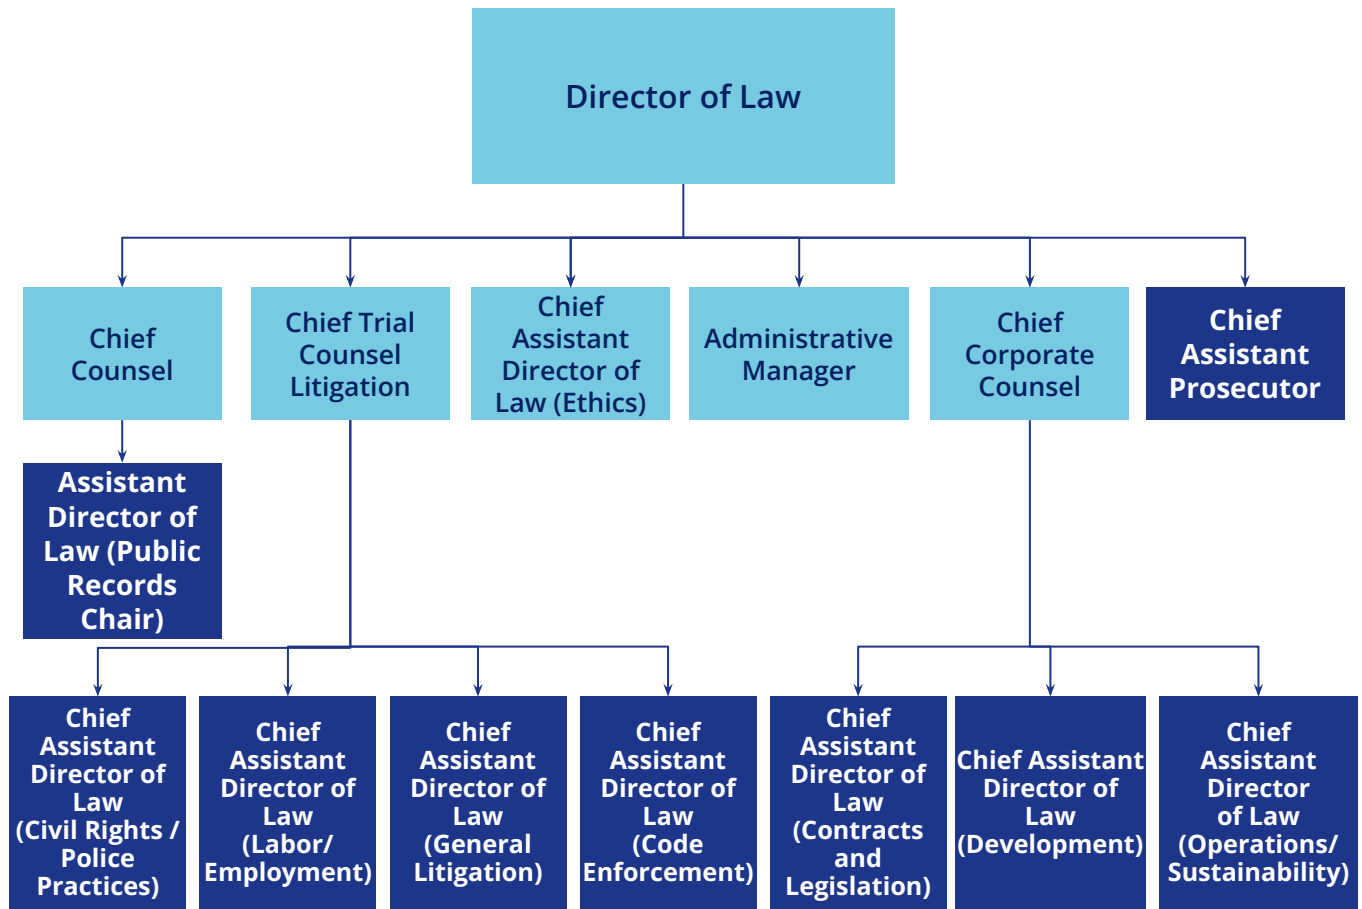 Director of Law
Chief
Counsel
Chief Trial
Counsel
Litigation
Chief
Assistant
Director of
Law (Ethics)
Administrative
Manager
Chief
Corporate
Counsel
Chief
Assistant
Prosecutor
Assistant
Director of
Law (Public
Records
Chair)
Chief
Assistant
Director of
Law
(Civil Rights /
Police
Practices)
Chief
Assistant
Director of
Law
(Labor/
Employment)
Chief
Assistant
Director of
Law
(General
Litigation)
Chief
Assistant
Director of
Law
(Code
Enforcement)
Chief
Assistant
Director of
Law
(Contracts
and
Legislation)
Chief Assistant
Director of
Law
(Development)
Chief
Assistant
Director
of Law
(Operations/
Sustainability)